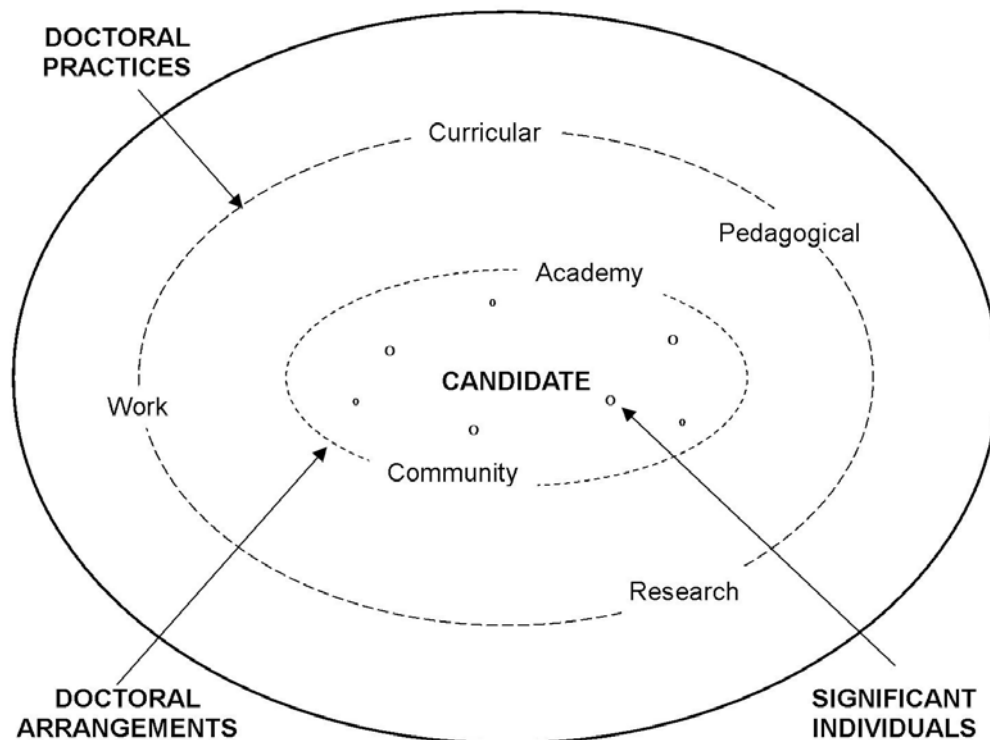 DOCTORAL
PRACTICES
Curricular
Pedagogical
Academy
CANDIDATE
Work
Community
Research
DOCTORAL
ARRANGEMENTS
SIGNIFICANT
INDIVIDUALS